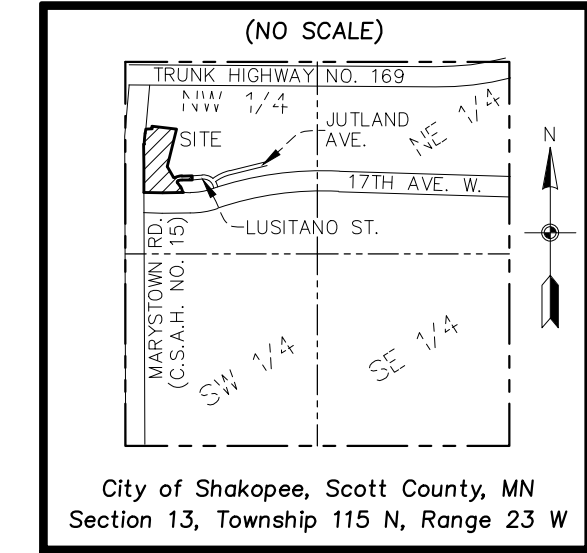 (NO SCALE)
TRUNK HIGHWAY NO. 169
NW 1/4
NE 1/4
SITE
JUTLAND
AVE.
N
17TH AVE. W.
LUSITANO ST.
MARYSTOWN RD.
(C.S.A.H. NO. 15)
SW 1/4
SE 1/4
City of Shakopee, Scott County, MN
Section 13, Township 115 N, Range 23 W